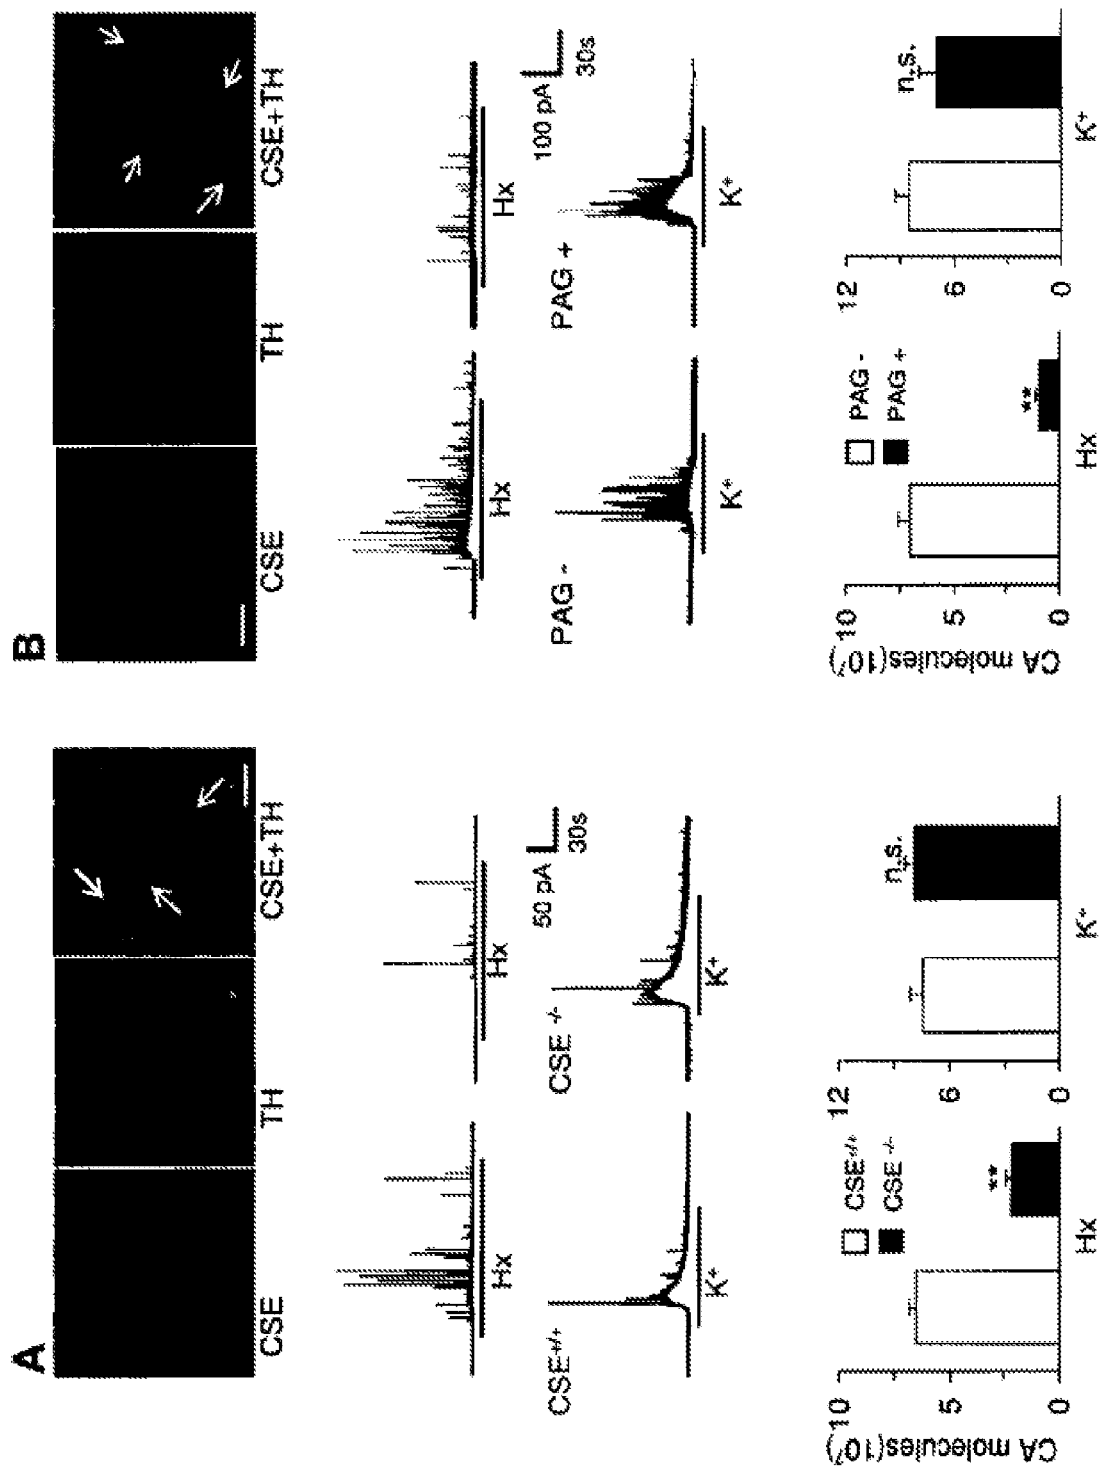 A
CSE TH CSE+TH
Hx Hx
50 pA
30s
CSE+/+ CSE -/-
K+ K+
CSE+/+
CSE -/-
CA molecules(10⁷)
10
5
0
**
Hx
12
6
0
n.s.
K+
B
CSE TH CSE+TH
Hx Hx
100 pA
30s
PAG - PAG +
K+ K+
PAG -
PAG +
CA molecules(10⁷)
10
5
0
**
Hx
12
6
0
n.s.
K+